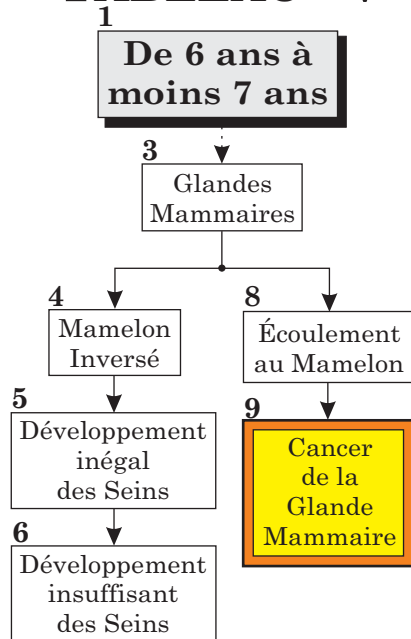 1
De 6 ans à
moins 7 ans
3
Glandes
Mammaires
4
Mamelon
Inversé
8
Écoulement
au Mamelon
5
Développement
inégal
des Seins
9
Cancer
de la
Glande
Mammaire
6
Développement
insuffisant
des Seins